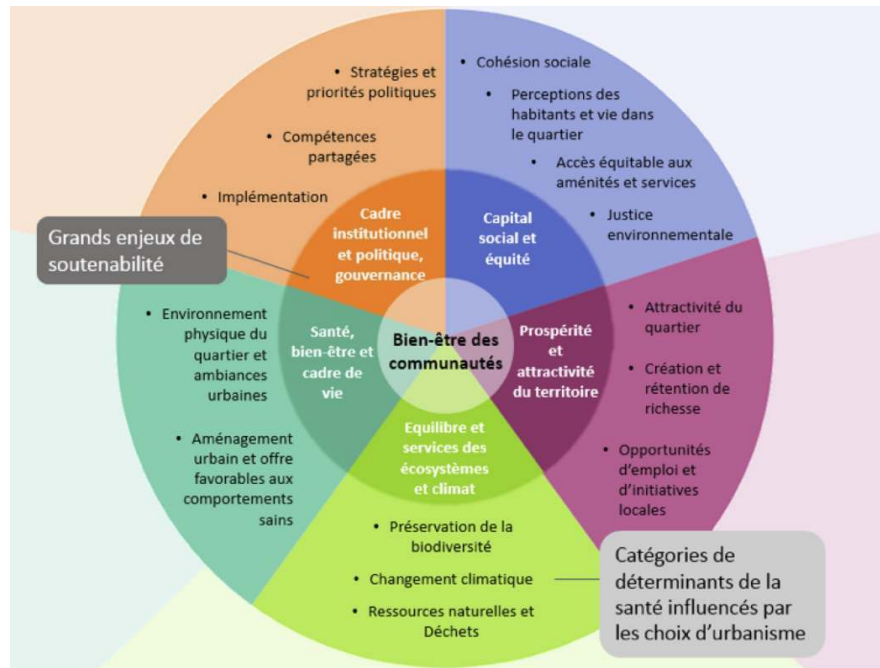 • Stratégies et
priorités politiques
• Compétences
partagées
• Implémentation
Cadre
institutionnel
et politique,
gouvernance
• Cohésion sociale
• Perceptions des
habitants et vie dans
le quartier
• Accès équitable aux
aménités et services
• Justice
environnementale
Capital
social et
équité
Grands enjeux de
soutenabilité
• Environnement
physique du
quartier et
ambiances
urbaines
• Aménagement
urbain et offre
favorables aux
comportements
sains
Santé,
bien-être et
cadre de
vie
Bien-être des
communautés
Prospérité
et
attractivité
du territoire
• Attractivité du
quartier
• Création et
rétention de
richesse
• Opportunités
d'emploi et
d'initiatives
locales
Equilibre et
services des
écosystèmes
et climat
• Préservation de la
biodiversité
• Changement climatique
• Ressources naturelles et
Déchets
Catégories de
déterminants de la
santé influencés par
les choix d'urbanisme